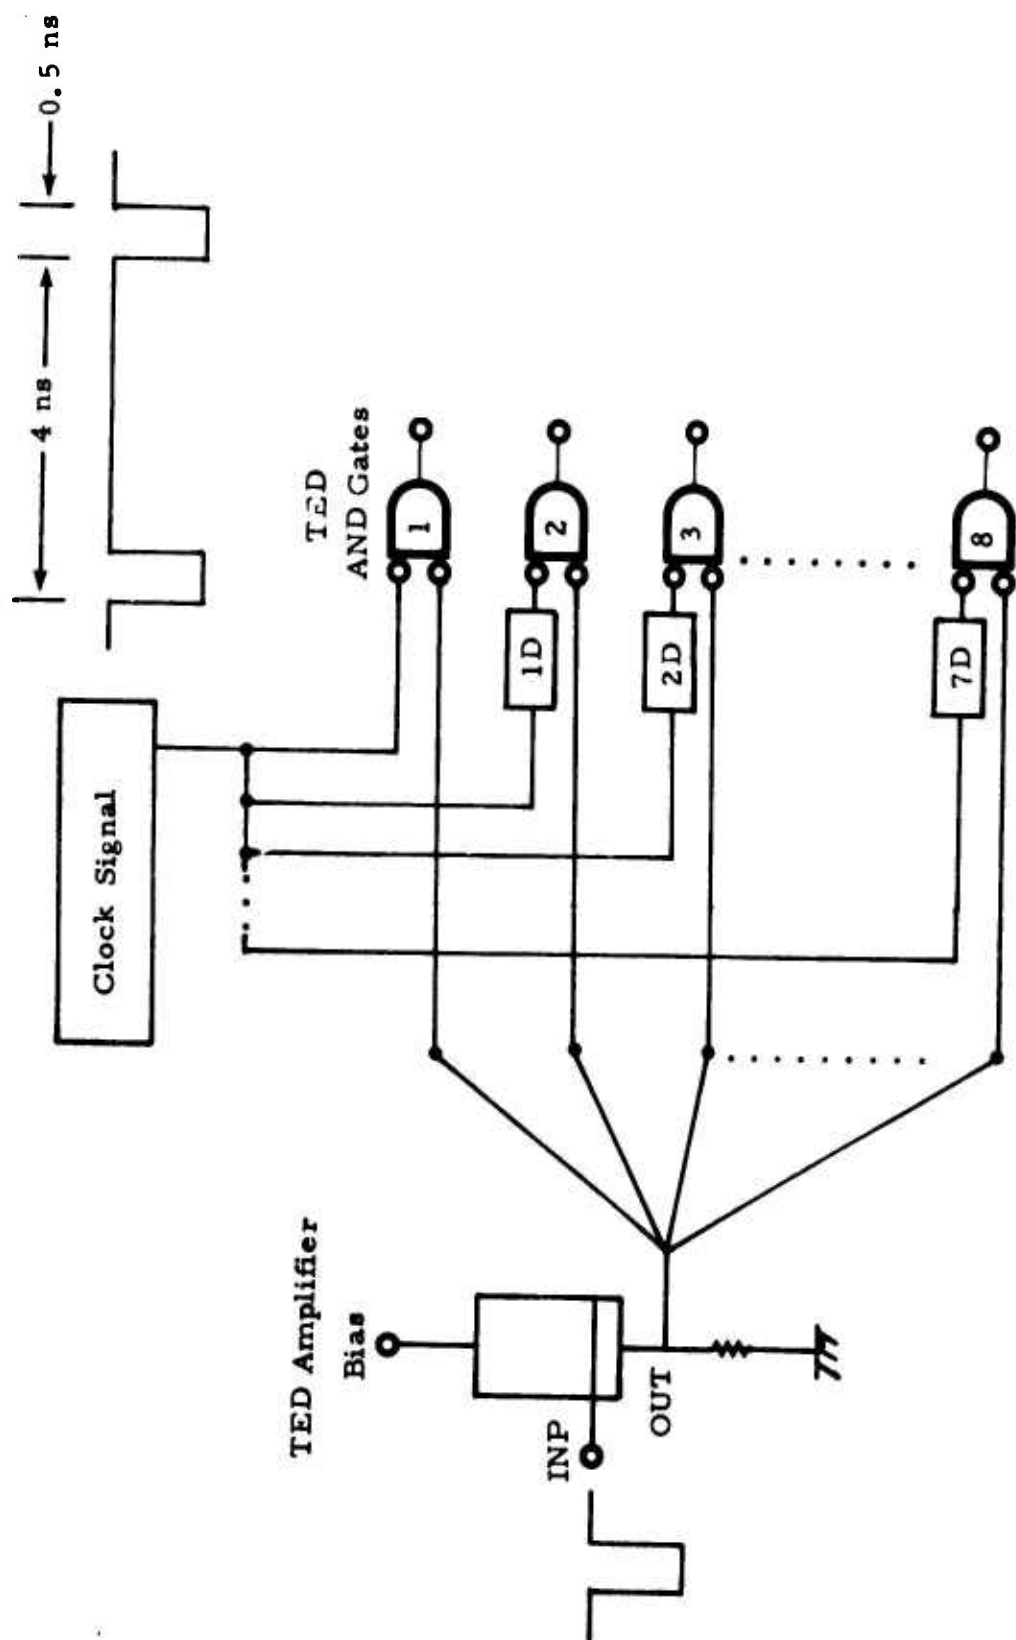 4 ns
0.5 ns
Clock Signal
TED
AND Gates
1
1D
2
2D
3
7D
8
TED Amplifier
Bias
INP
OUT